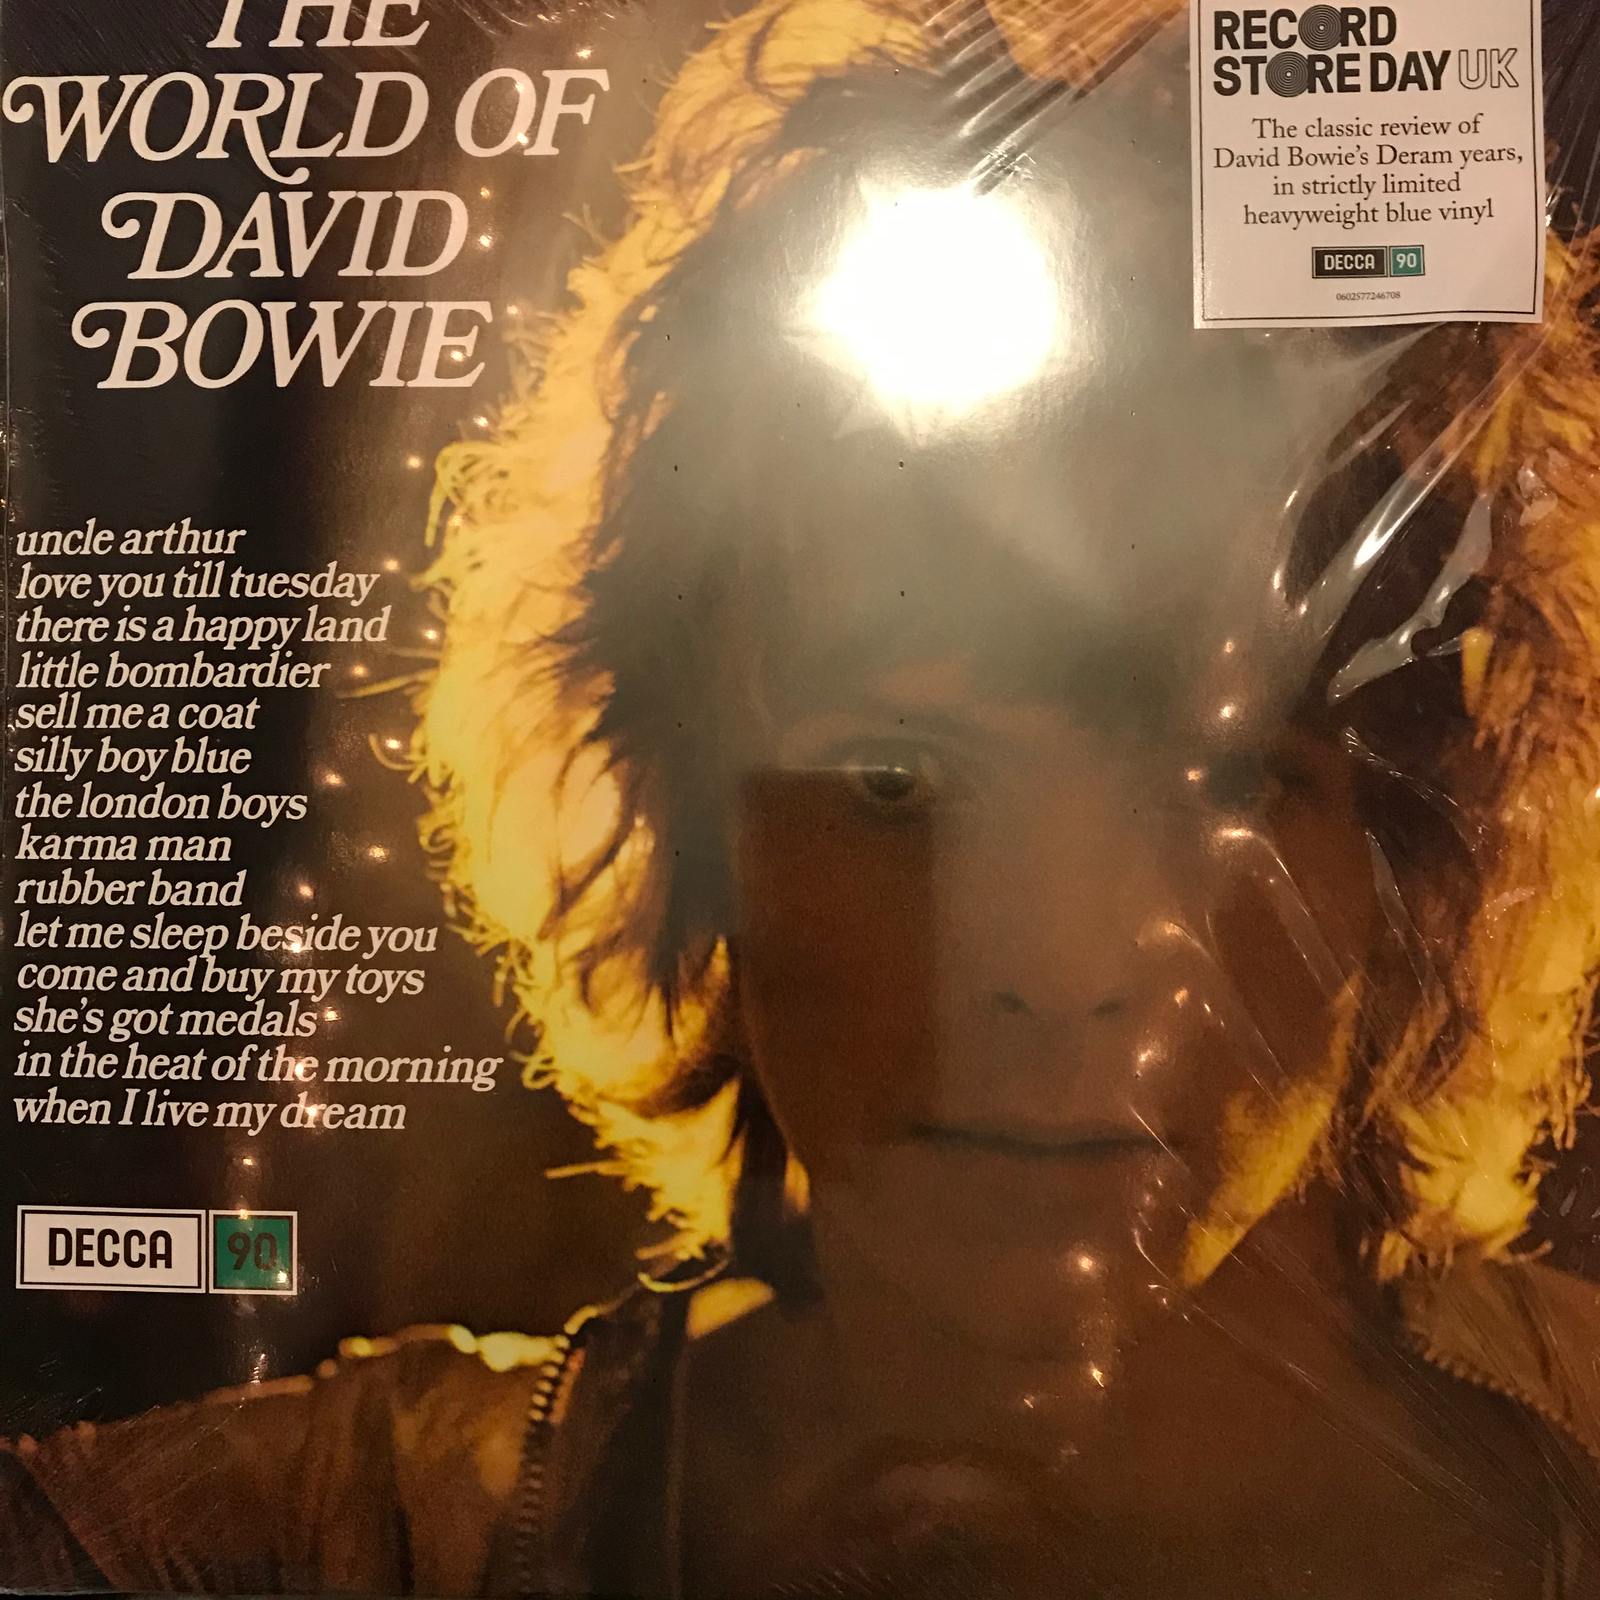 THE
WORLD OF
DAVID
BOWIE
uncle arthur
love you till tuesday
there is a happy land
little bombardier
sell me a coat
silly boy blue
the london boys
karma man
rubber band
let me sleep beside you
come and buy my toys
she's got medals
in the heat of the morning
when I live my dream
DECCA 90
RECORD
STORE DAY UK
The classic review of
David Bowie's Deram years,
in strictly limited
heavyweight blue vinyl
DECCA 90
0602577246708